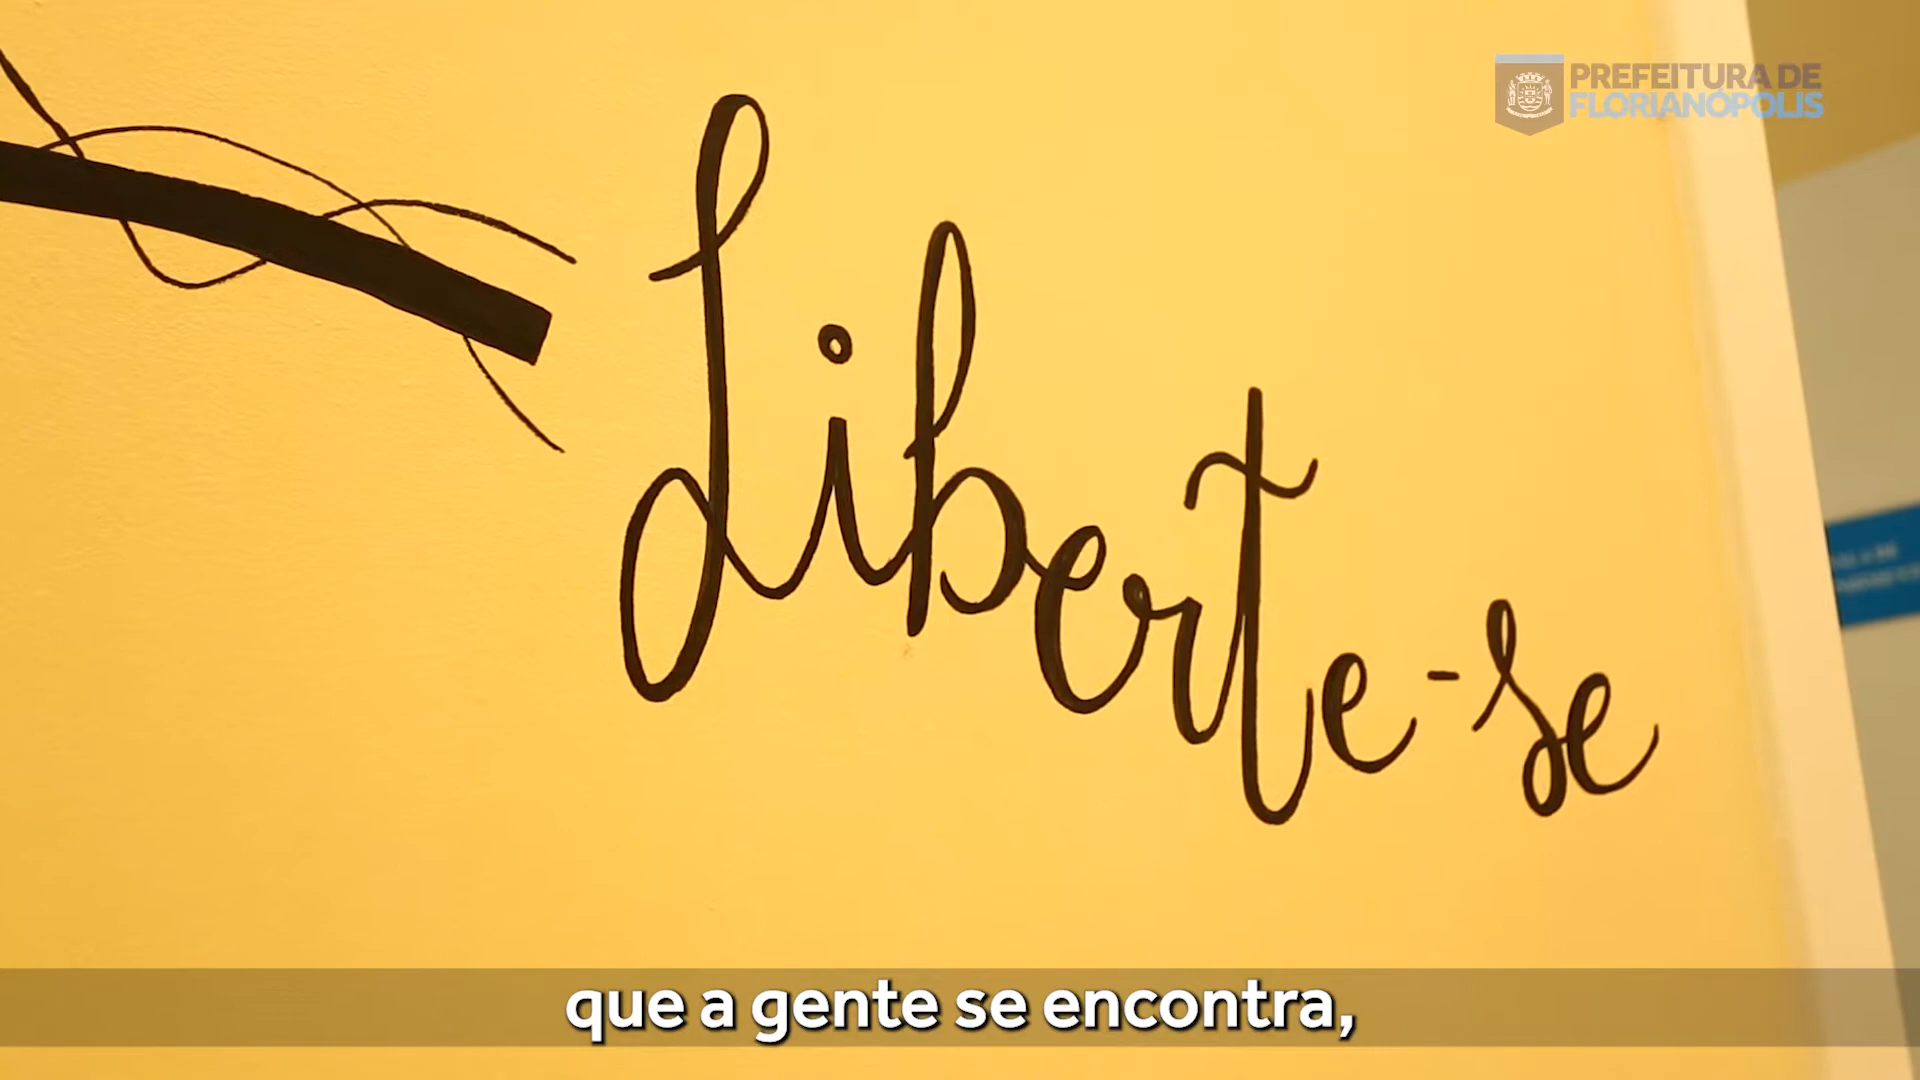 PREFEITURA DE
FLORIANÓPOLIS
Liberte-se
que a gente se encontra,